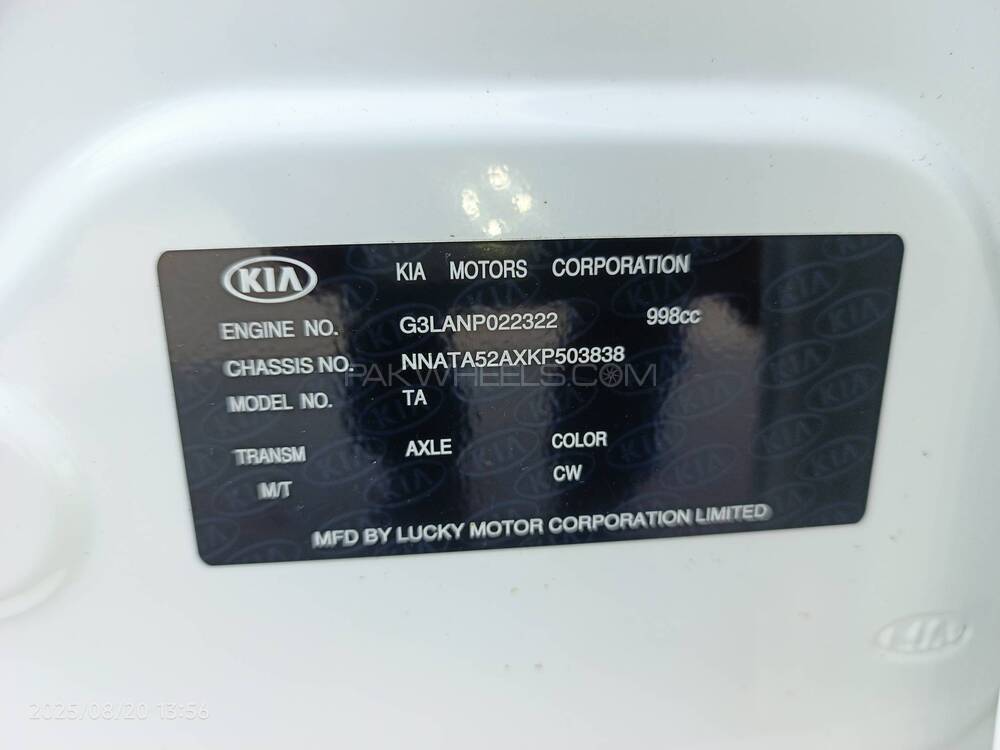 KIA KIA MOTORS CORPORATION
ENGINE NO. G3LANP022322 998cc
CHASSIS NO. NNATA52AXKP503838
PAKWHEELS.COM
MODEL NO. TA
TRANSM AXLE COLOR
M/T CW
MFD BY LUCKY MOTOR CORPORATION LIMITED
KIA
2025/08/20 13:56